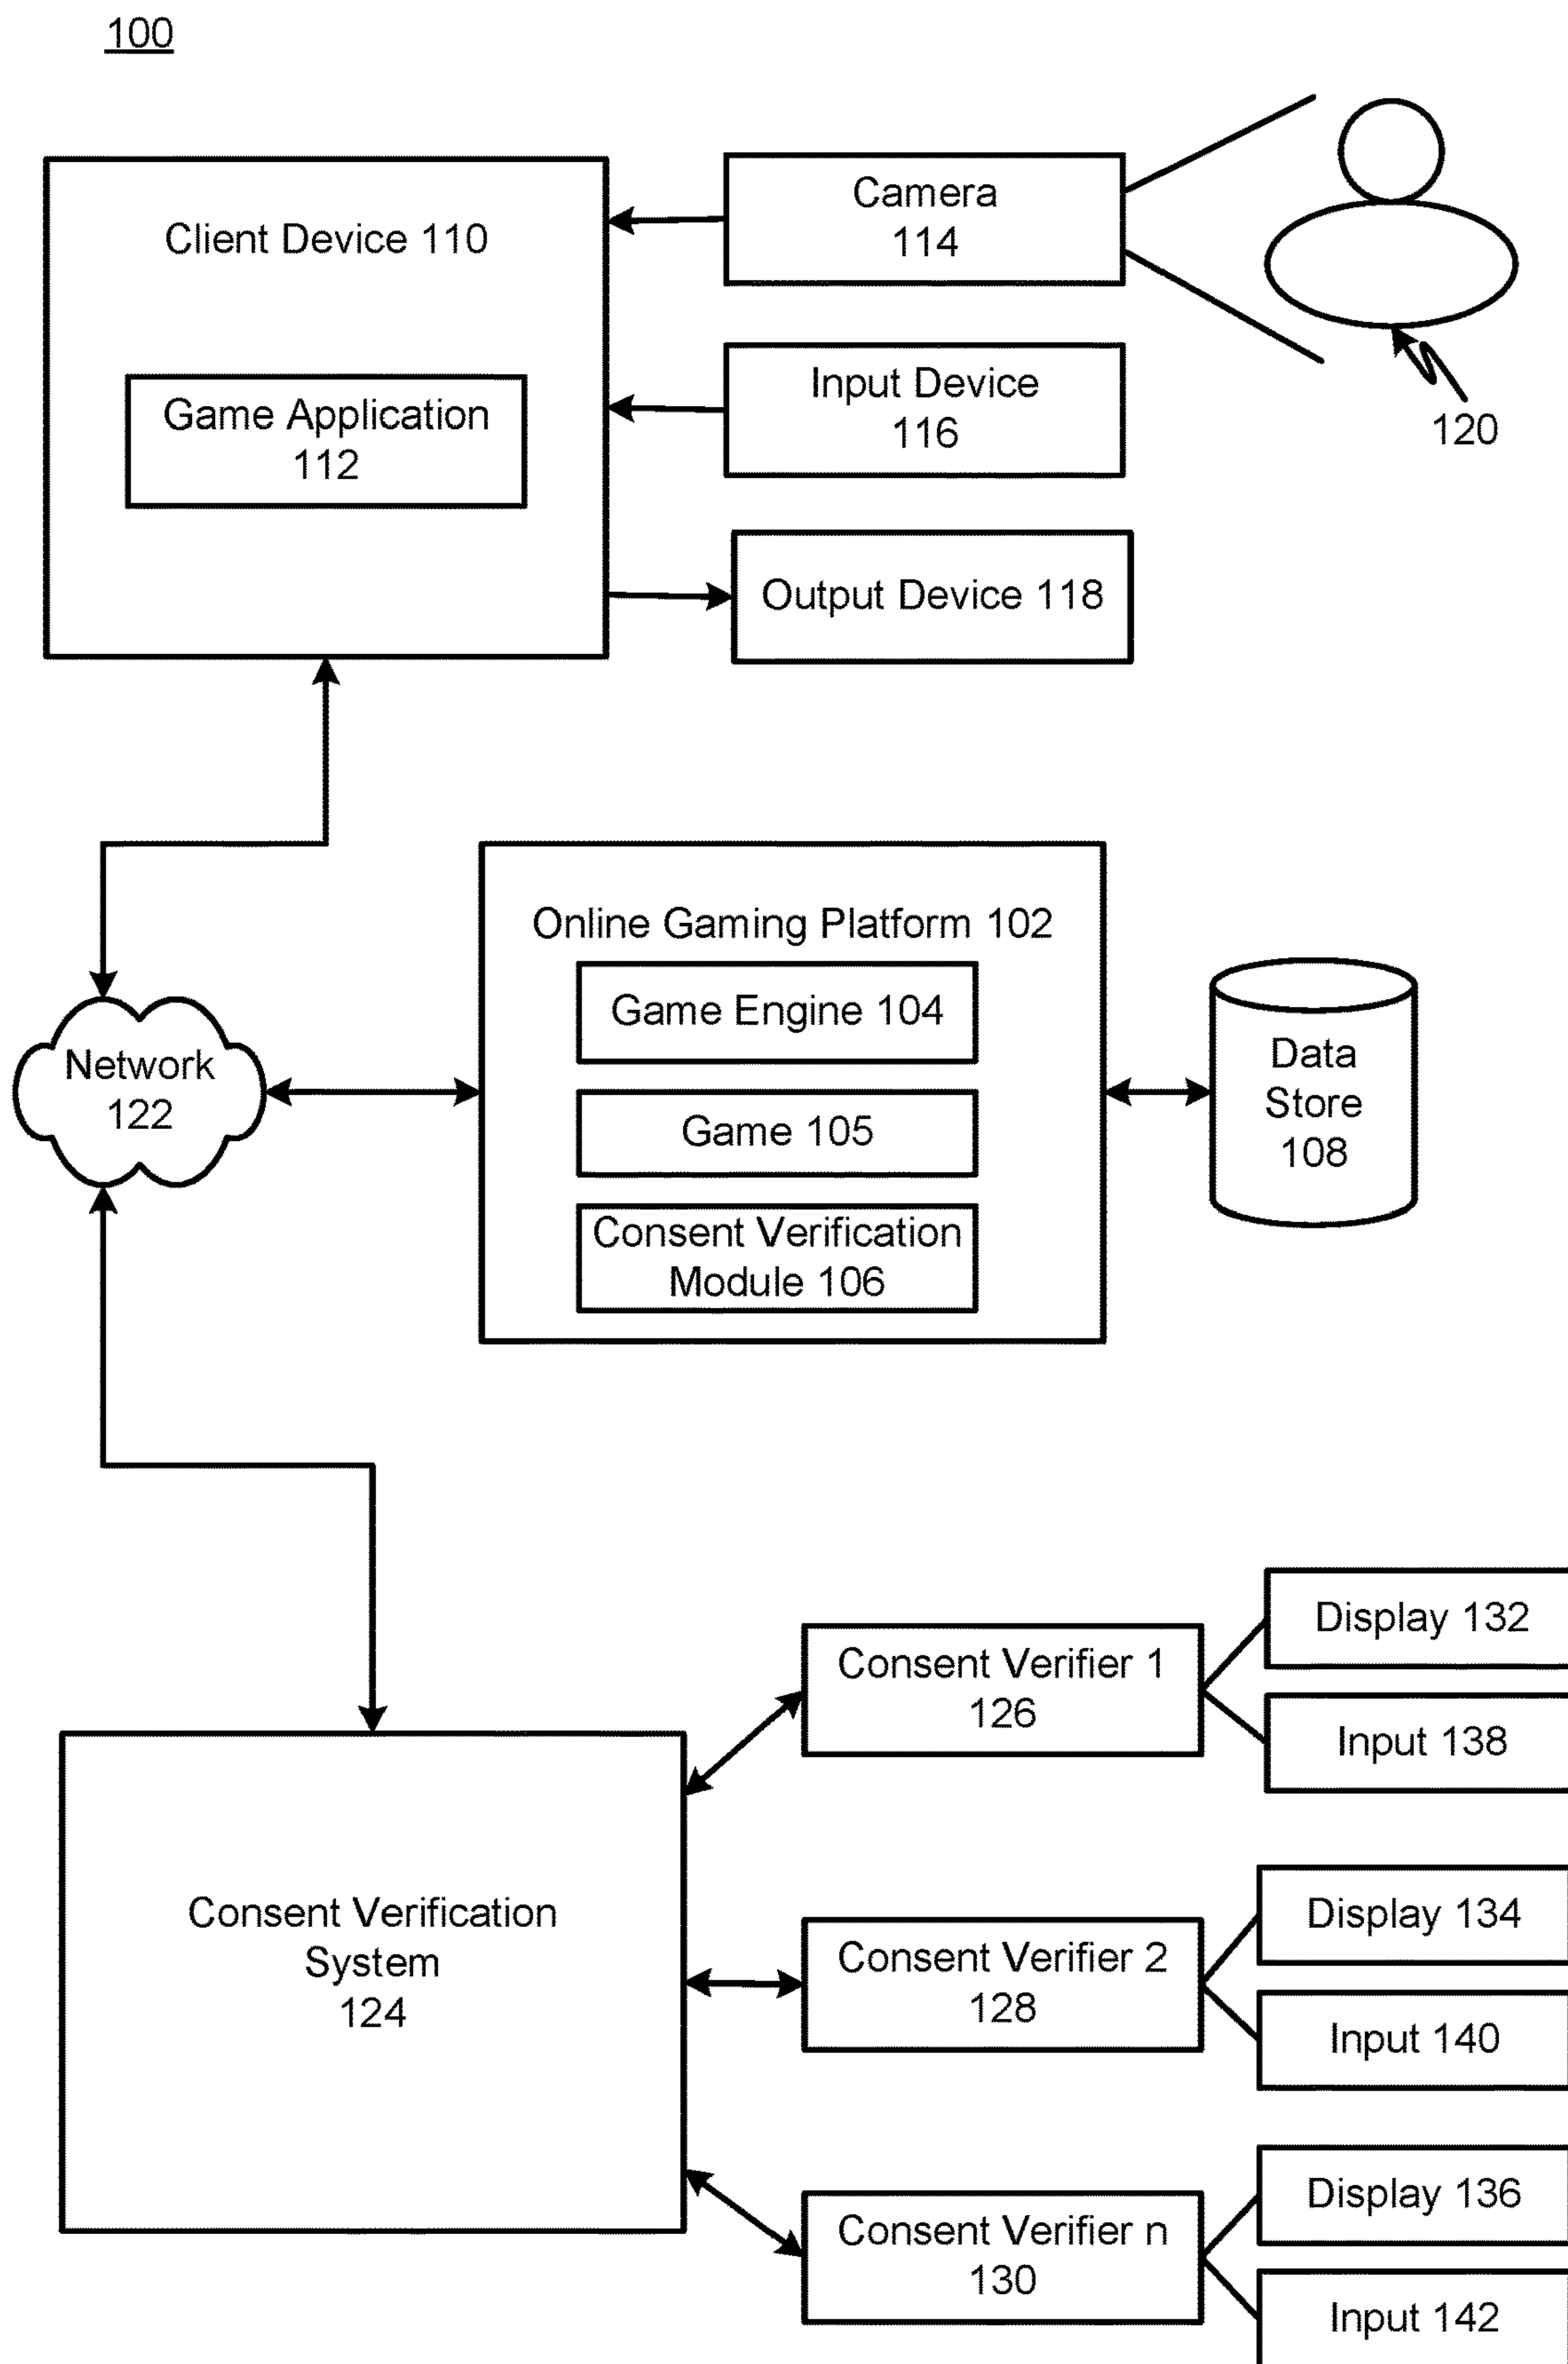 100
Client Device 110
Game Application
112
Camera
114
Input Device
116
Output Device 118
120
Online Gaming Platform 102
Game Engine 104
Game 105
Consent Verification
Module 106
Network
122
Data
Store
108
Consent Verification
System
124
Consent Verifier 1
126
Display 132
Input 138
Consent Verifier 2
128
Display 134
Input 140
Consent Verifier n
130
Display 136
Input 142